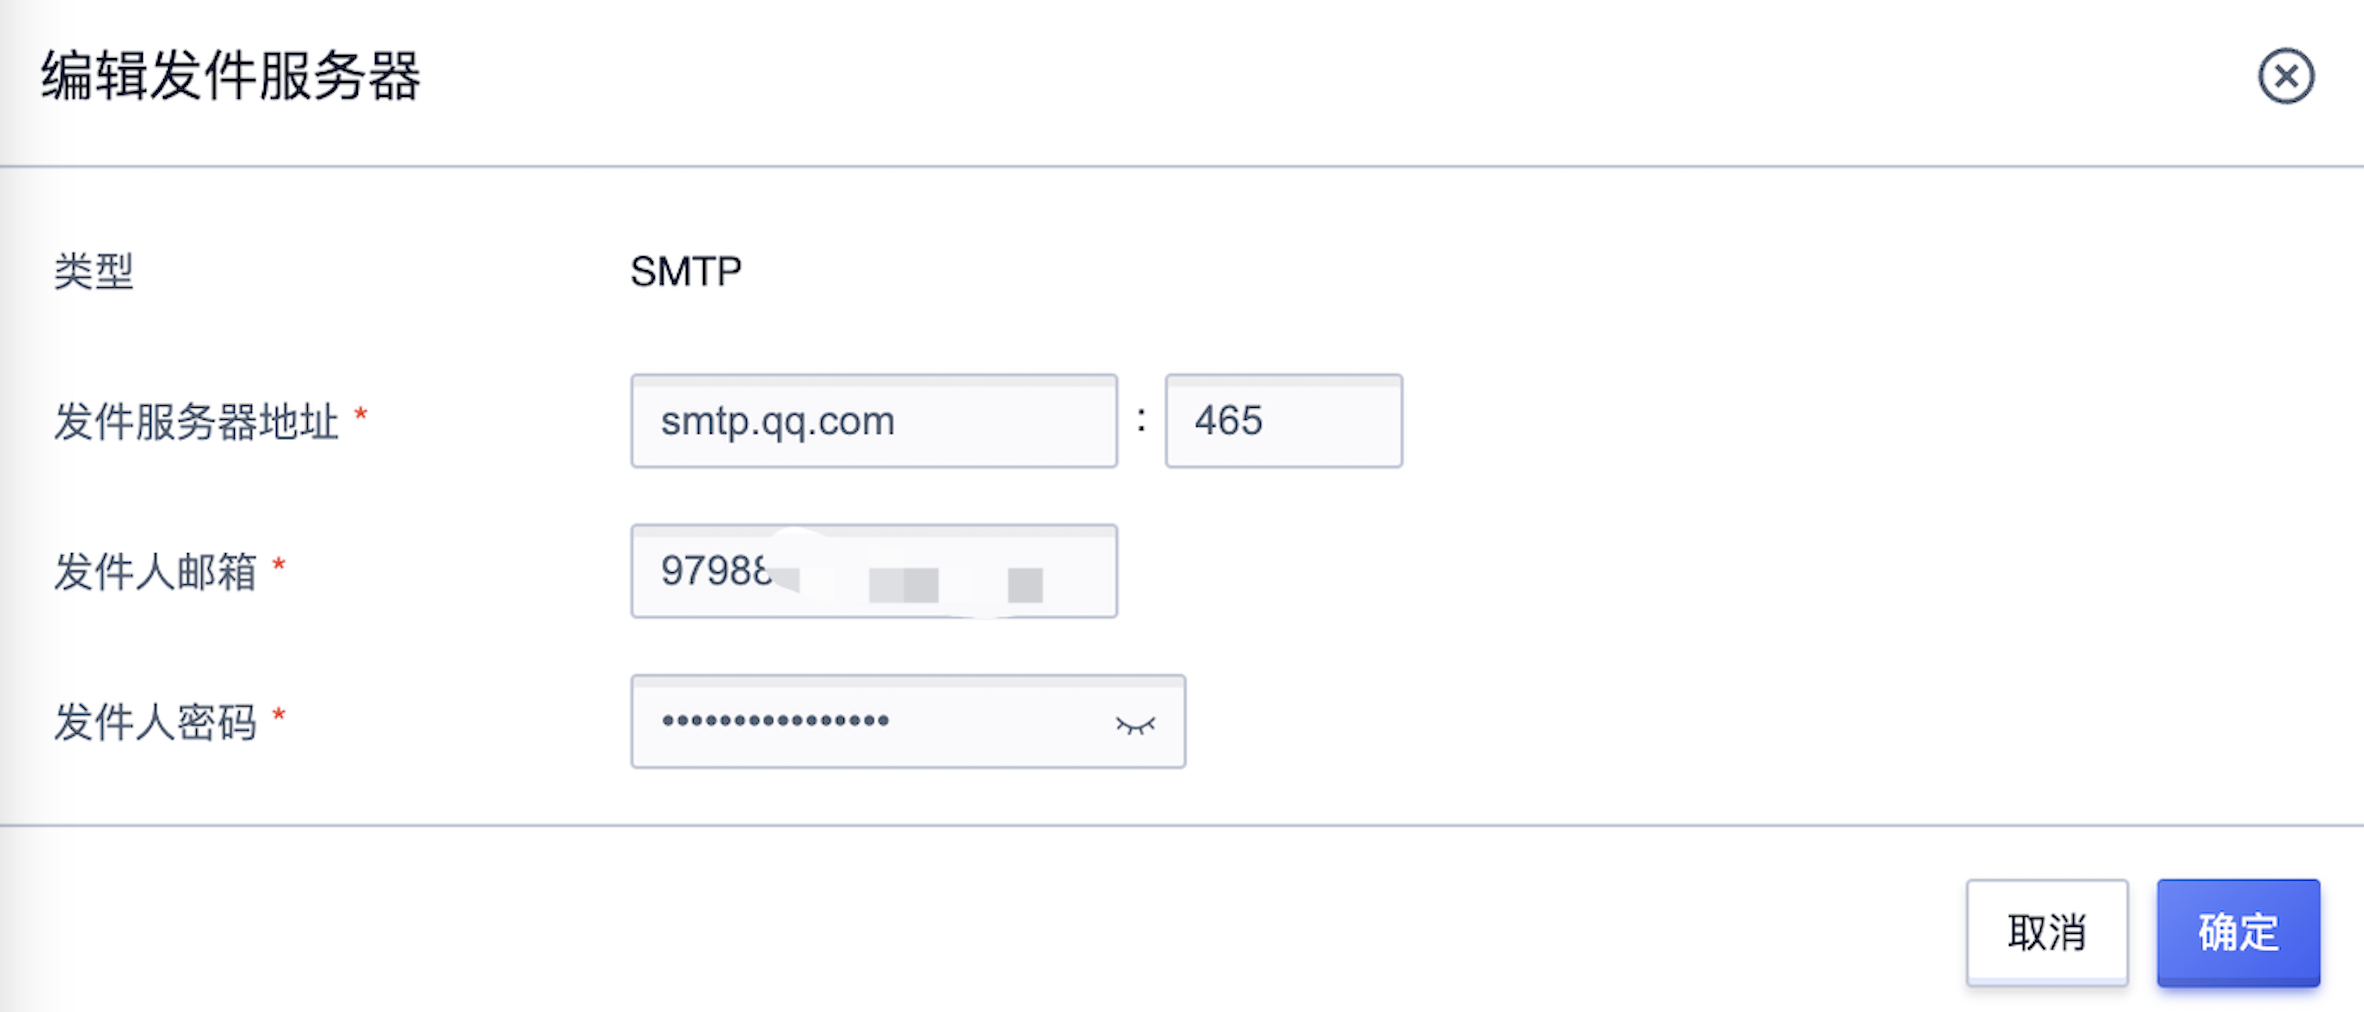 编辑发件服务器
类型 SMTP
发件服务器地址 * smtp.qq.com : 465
发件人邮箱 * 9798
发件人密码 * ••••••••••••••••
取消 确定